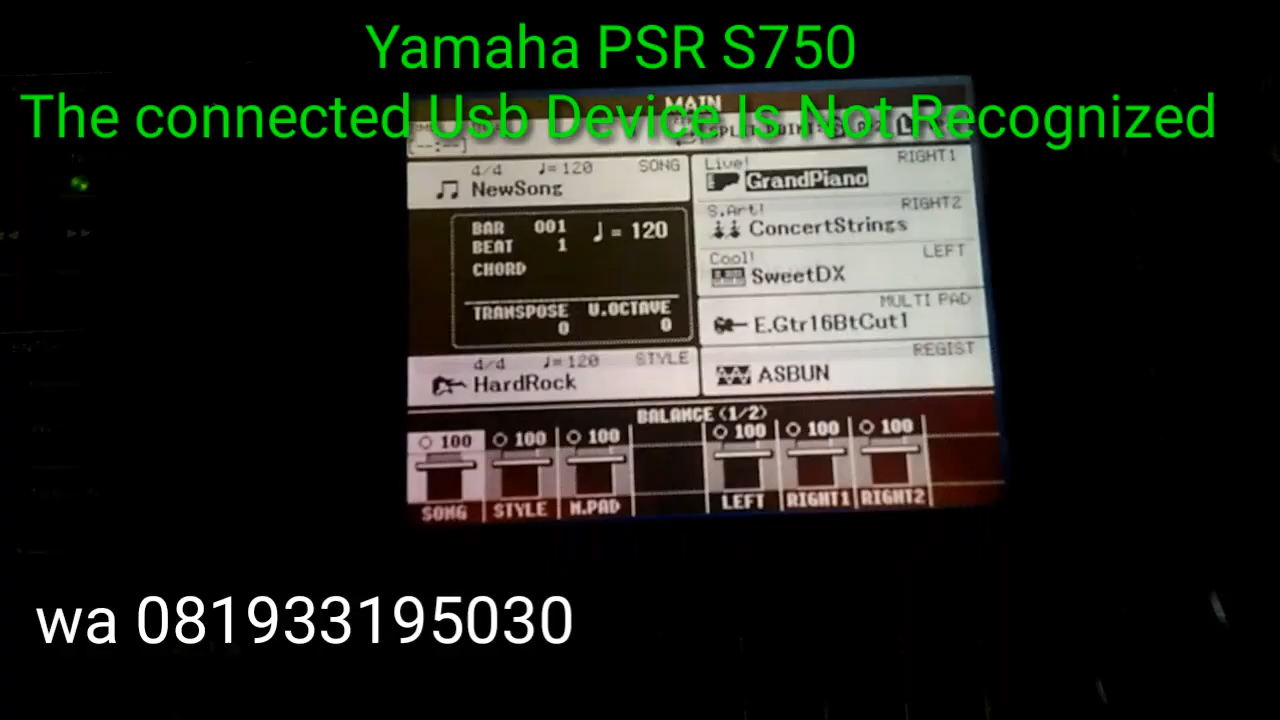 Yamaha PSR S750
The connected Usb Device Is Not Recognized
MAIN
[--:--]
4/4 ♩=120 SONG
NewSong
BAR 001 ♩= 120
BEAT 1
CHORD
TRANSPOSE U.OCTAVE
0 0
4/4 ♩=120 STYLE
HardRock
Live! RIGHT1
GrandPiano
S.Art! RIGHT2
ConcertStrings
Cool! LEFT
SweetDX
MULTI PAD
E.Gtr16BtCut1
REGIST
ASBUN
BALANCE (1/2)
100 100 100 100 100 100
SONG STYLE M.PAD LEFT RIGHT1 RIGHT2
wa 081933195030